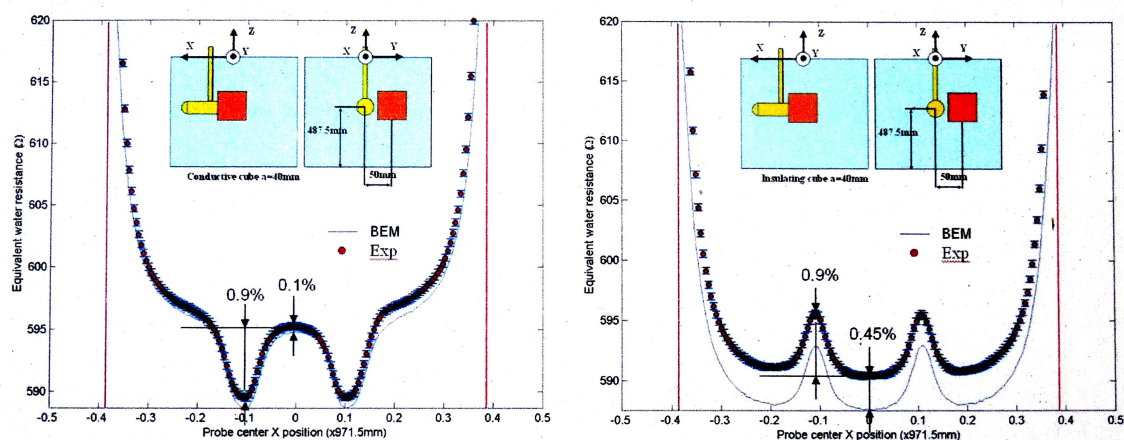 620
615
610
605
600
595
590
-0.5
-0.4
-0.3
-0.2
-0.1
0
0.1
0.2
0.3
0.4
0.5
Equivalent water resistance (Ω)
Probe center X position (x971.5mm)
Z
X
Y
Z
X
Y
487.5mm
50mm
Conductive cube a=40mm
BEM
Exp
0.9%
0.1%
620
615
610
605
600
595
590
-0.5
-0.4
-0.3
-0.2
-0.1
0
0.1
0.2
0.3
0.4
0.5
Equivalent water resistance (Ω)
Probe center X position (x971.5mm)
Z
X
Y
Z
X
Y
487.5mm
50mm
Insulating cube a=40mm
BEM
Exp
0.9%
0.45%